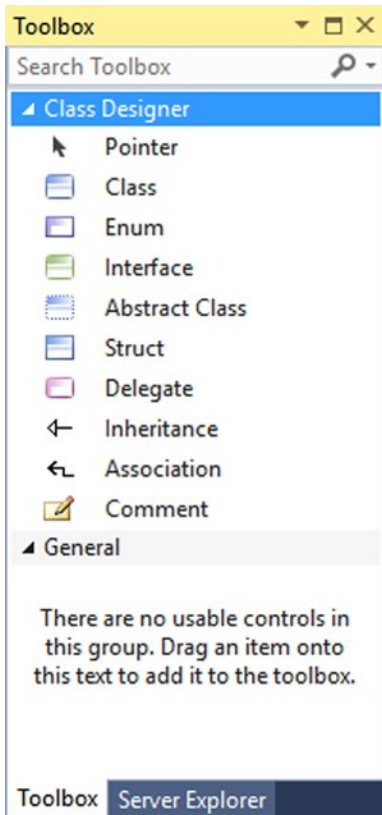 Toolbox
Search Toolbox
Class Designer
Pointer
Class
Enum
Interface
Abstract Class
Struct
Delegate
Inheritance
Association
Comment
General
There are no usable controls in
this group. Drag an item onto
this text to add it to the toolbox.
Toolbox Server Explorer